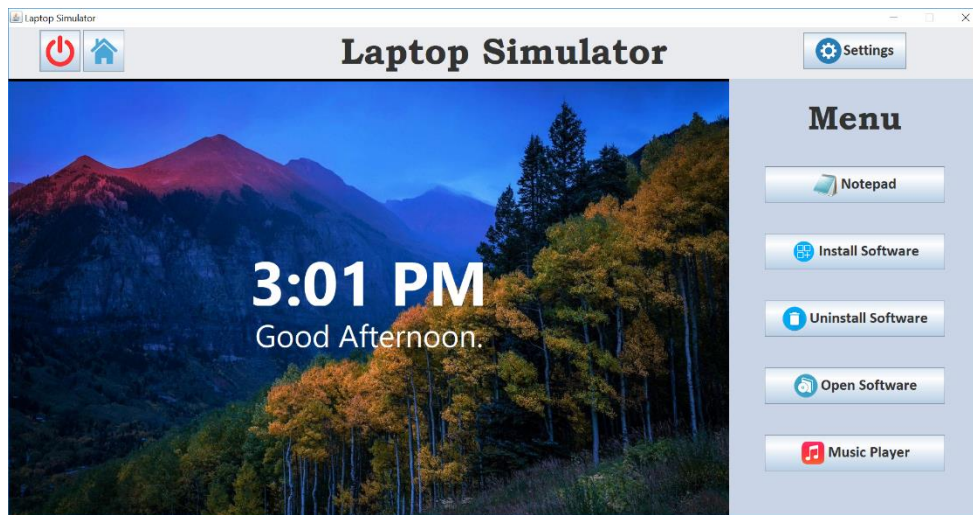 Laptop Simulator
Laptop Simulator
Settings
Menu
Notepad
Install Software
Uninstall Software
Open Software
Music Player
3:01 PM
Good Afternoon.